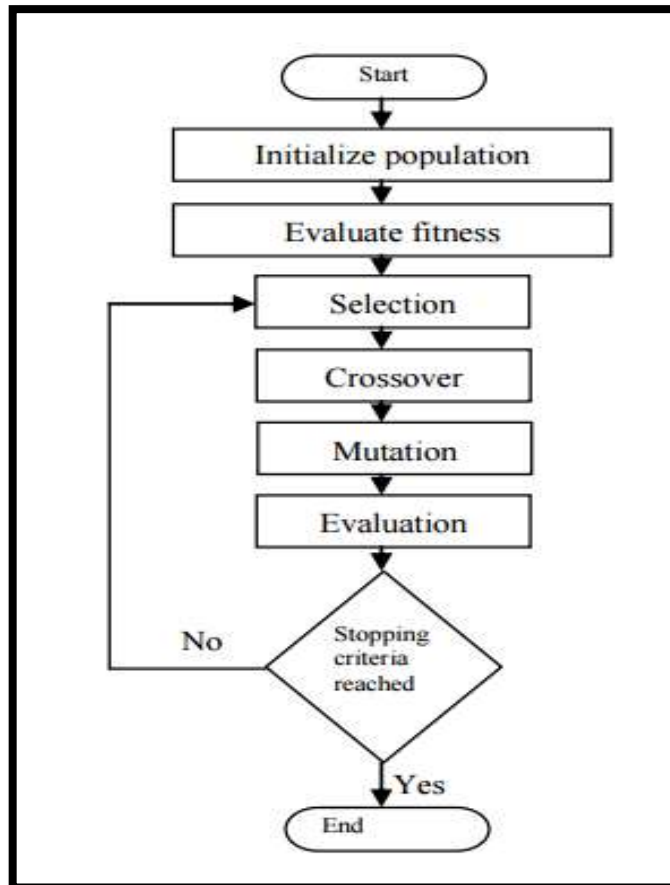 Start
Initialize population
Evaluate fitness
Selection
Crossover
Mutation
Evaluation
Stopping
criteria
reached
No
Yes
End